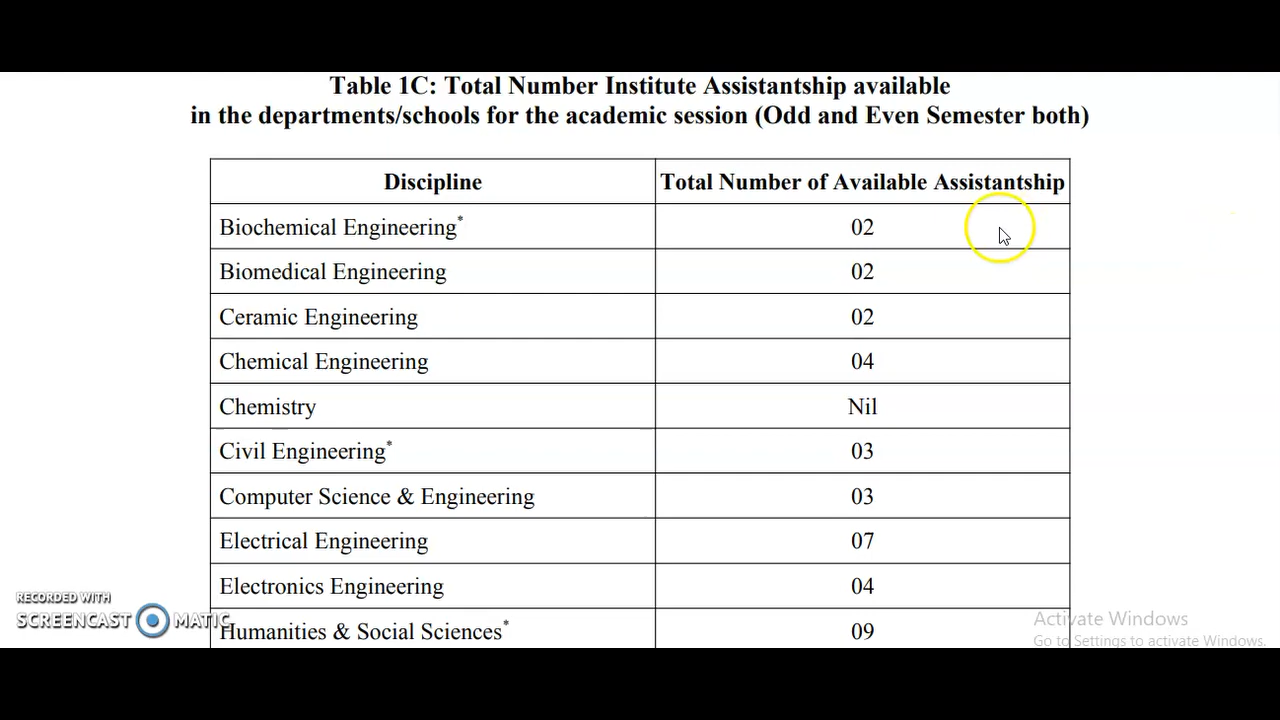 Table 1C: Total Number Institute Assistantship available
in the departments/schools for the academic session (Odd and Even Semester both)
Discipline Total Number of Available Assistantship
Biochemical Engineering* 02
Biomedical Engineering 02
Ceramic Engineering 02
Chemical Engineering 04
Chemistry Nil
Civil Engineering* 03
Computer Science & Engineering 03
Electrical Engineering 07
Electronics Engineering 04
Humanities & Social Sciences* 09
RECORDED WITH
SCREENCAST MATIC
Activate Windows
Go to Settings to activate Windows.